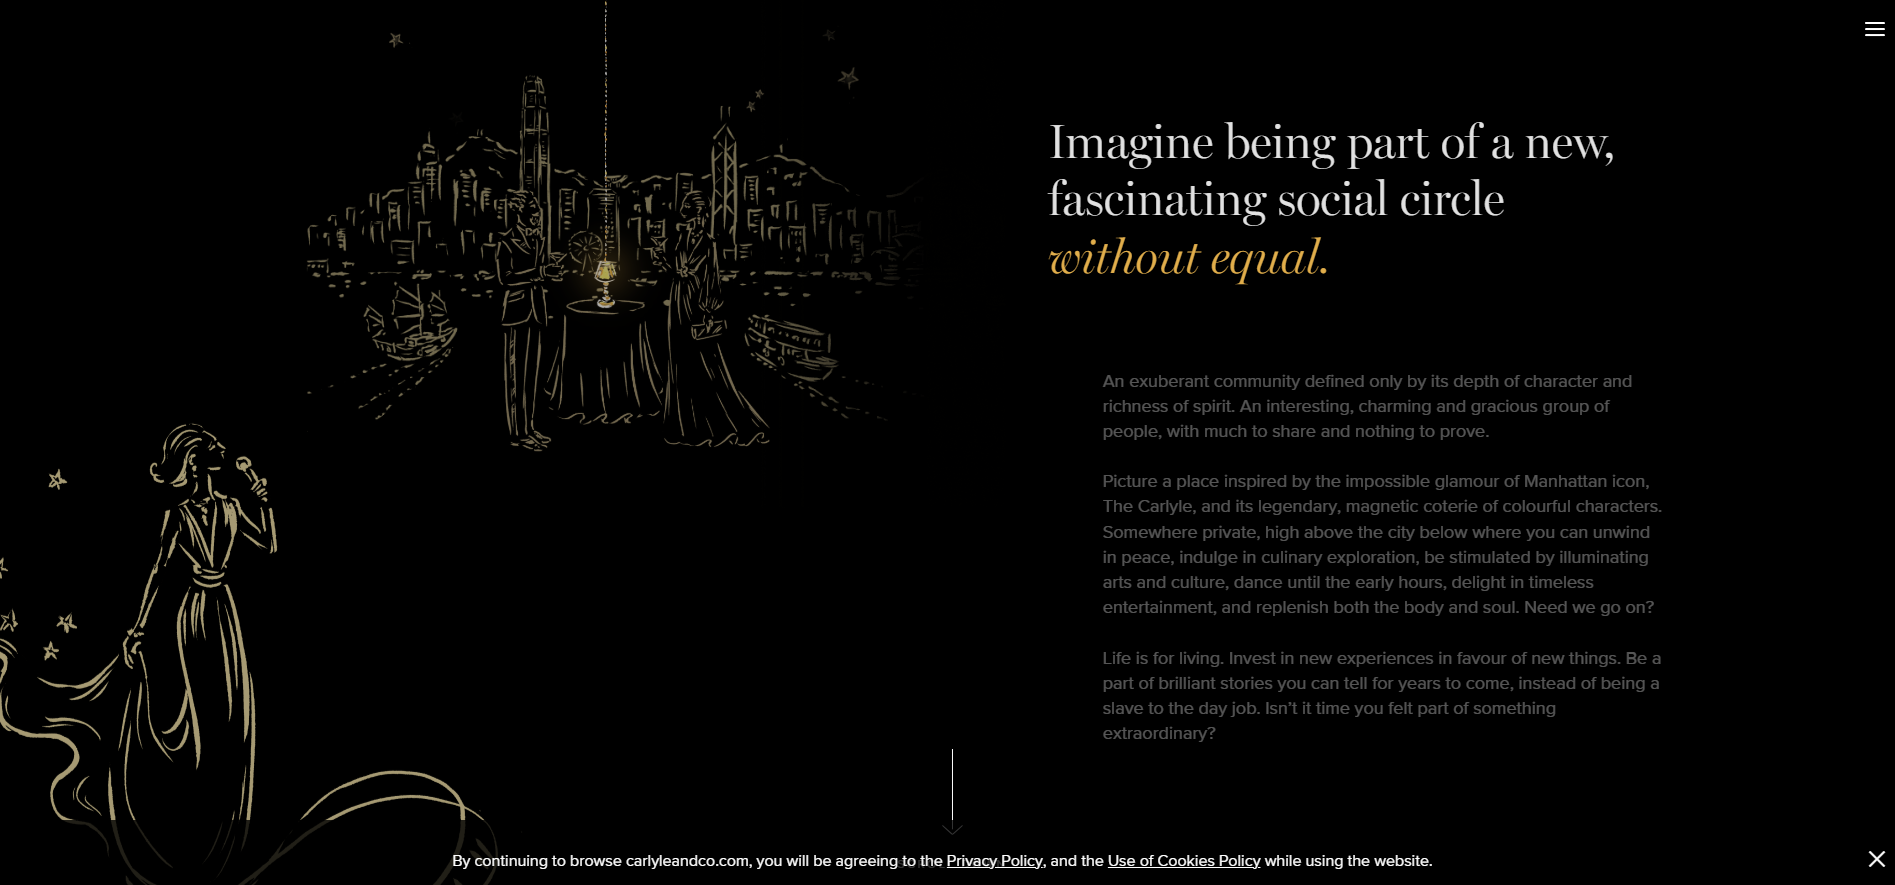 Imagine being part of a new,
fascinating social circle
without equal.
An exuberant community defined only by its depth of character and
richness of spirit. An interesting, charming and gracious group of
people, with much to share and nothing to prove.
Picture a place inspired by the impossible glamour of Manhattan icon,
The Carlyle, and its legendary, magnetic coterie of colourful characters.
Somewhere private, high above the city below where you can unwind
in peace, indulge in culinary exploration, be stimulated by illuminating
arts and culture, dance until the early hours, delight in timeless
entertainment, and replenish both the body and soul. Need we go on?
Life is for living. Invest in new experiences in favour of new things. Be a
part of brilliant stories you can tell for years to come, instead of being a
slave to the day job. Isn’t it time you felt part of something
extraordinary?
By continuing to browse carlyleandco.com, you will be agreeing to the Privacy Policy, and the Use of Cookies Policy while using the website.